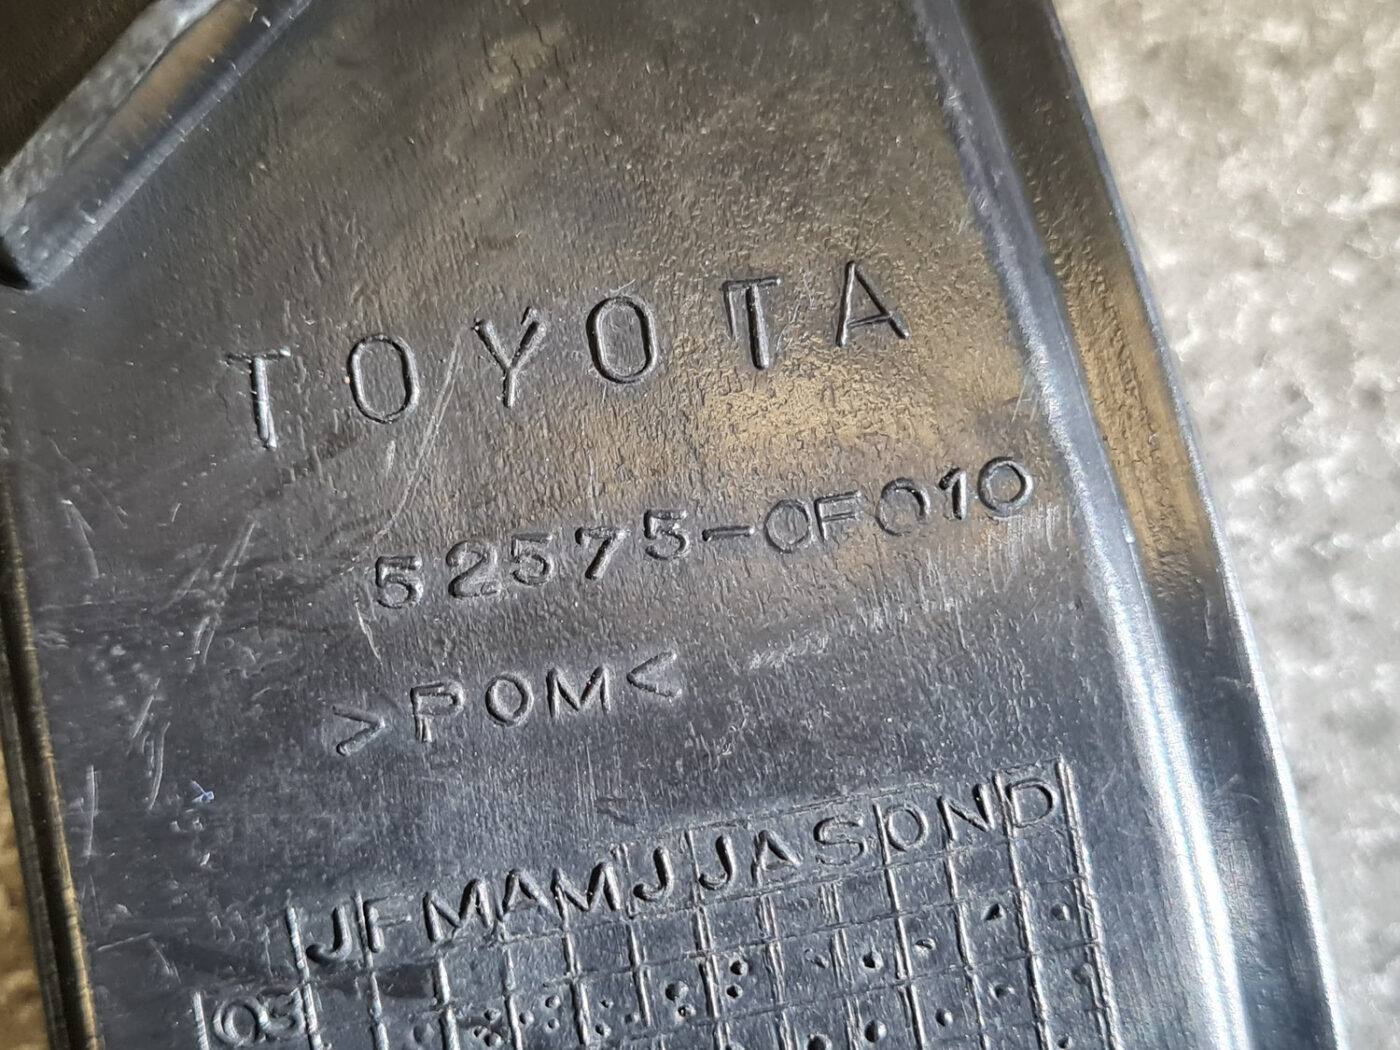 TOYOTA
52575-0F010
>POM<
JFMAMJJASOND
03